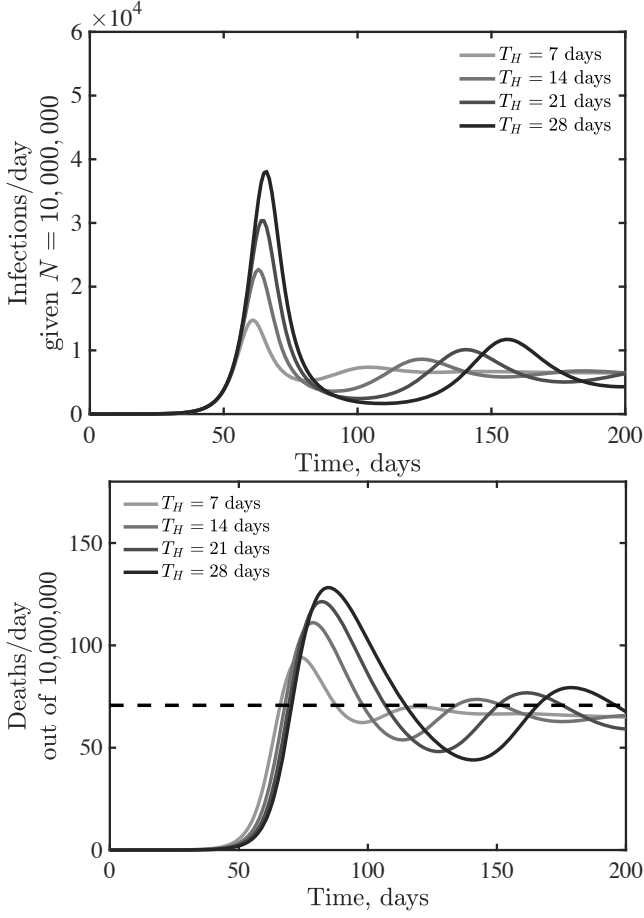 ×10⁴
6
5
4
3
2
1
0
Infections/day
given N = 10,000,000
T_H = 7 days
T_H = 14 days
T_H = 21 days
T_H = 28 days
0 50 100 150 200
Time, days
150
100
50
0
Deaths/day
out of 10,000,000
T_H = 7 days
T_H = 14 days
T_H = 21 days
T_H = 28 days
0 50 100 150 200
Time, days